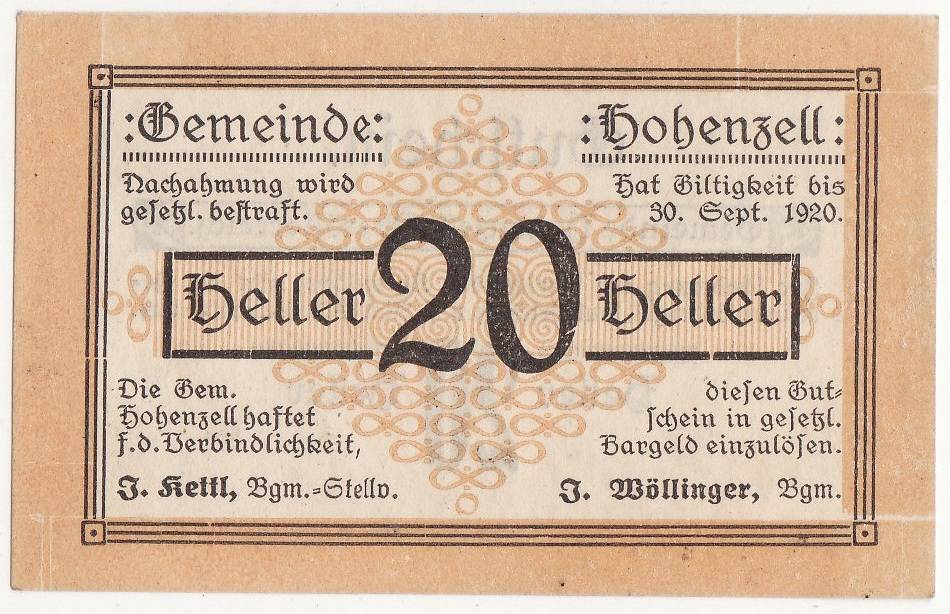 :Gemeinde: :Hohenzell:
Nachahmung wird
gesetzl. bestraft.
Hat Giltigkeit bis
30. Sept. 1920.
Heller 20 Heller
Die Gem.
Hohenzell haftet
f.d. Verbindlichkeit,
diesen Gut-
schein in gesetzl.
Bargeld einzulösen.
J. Kettl, Bgm.=Stellv.
J. Wöllinger, Bgm.